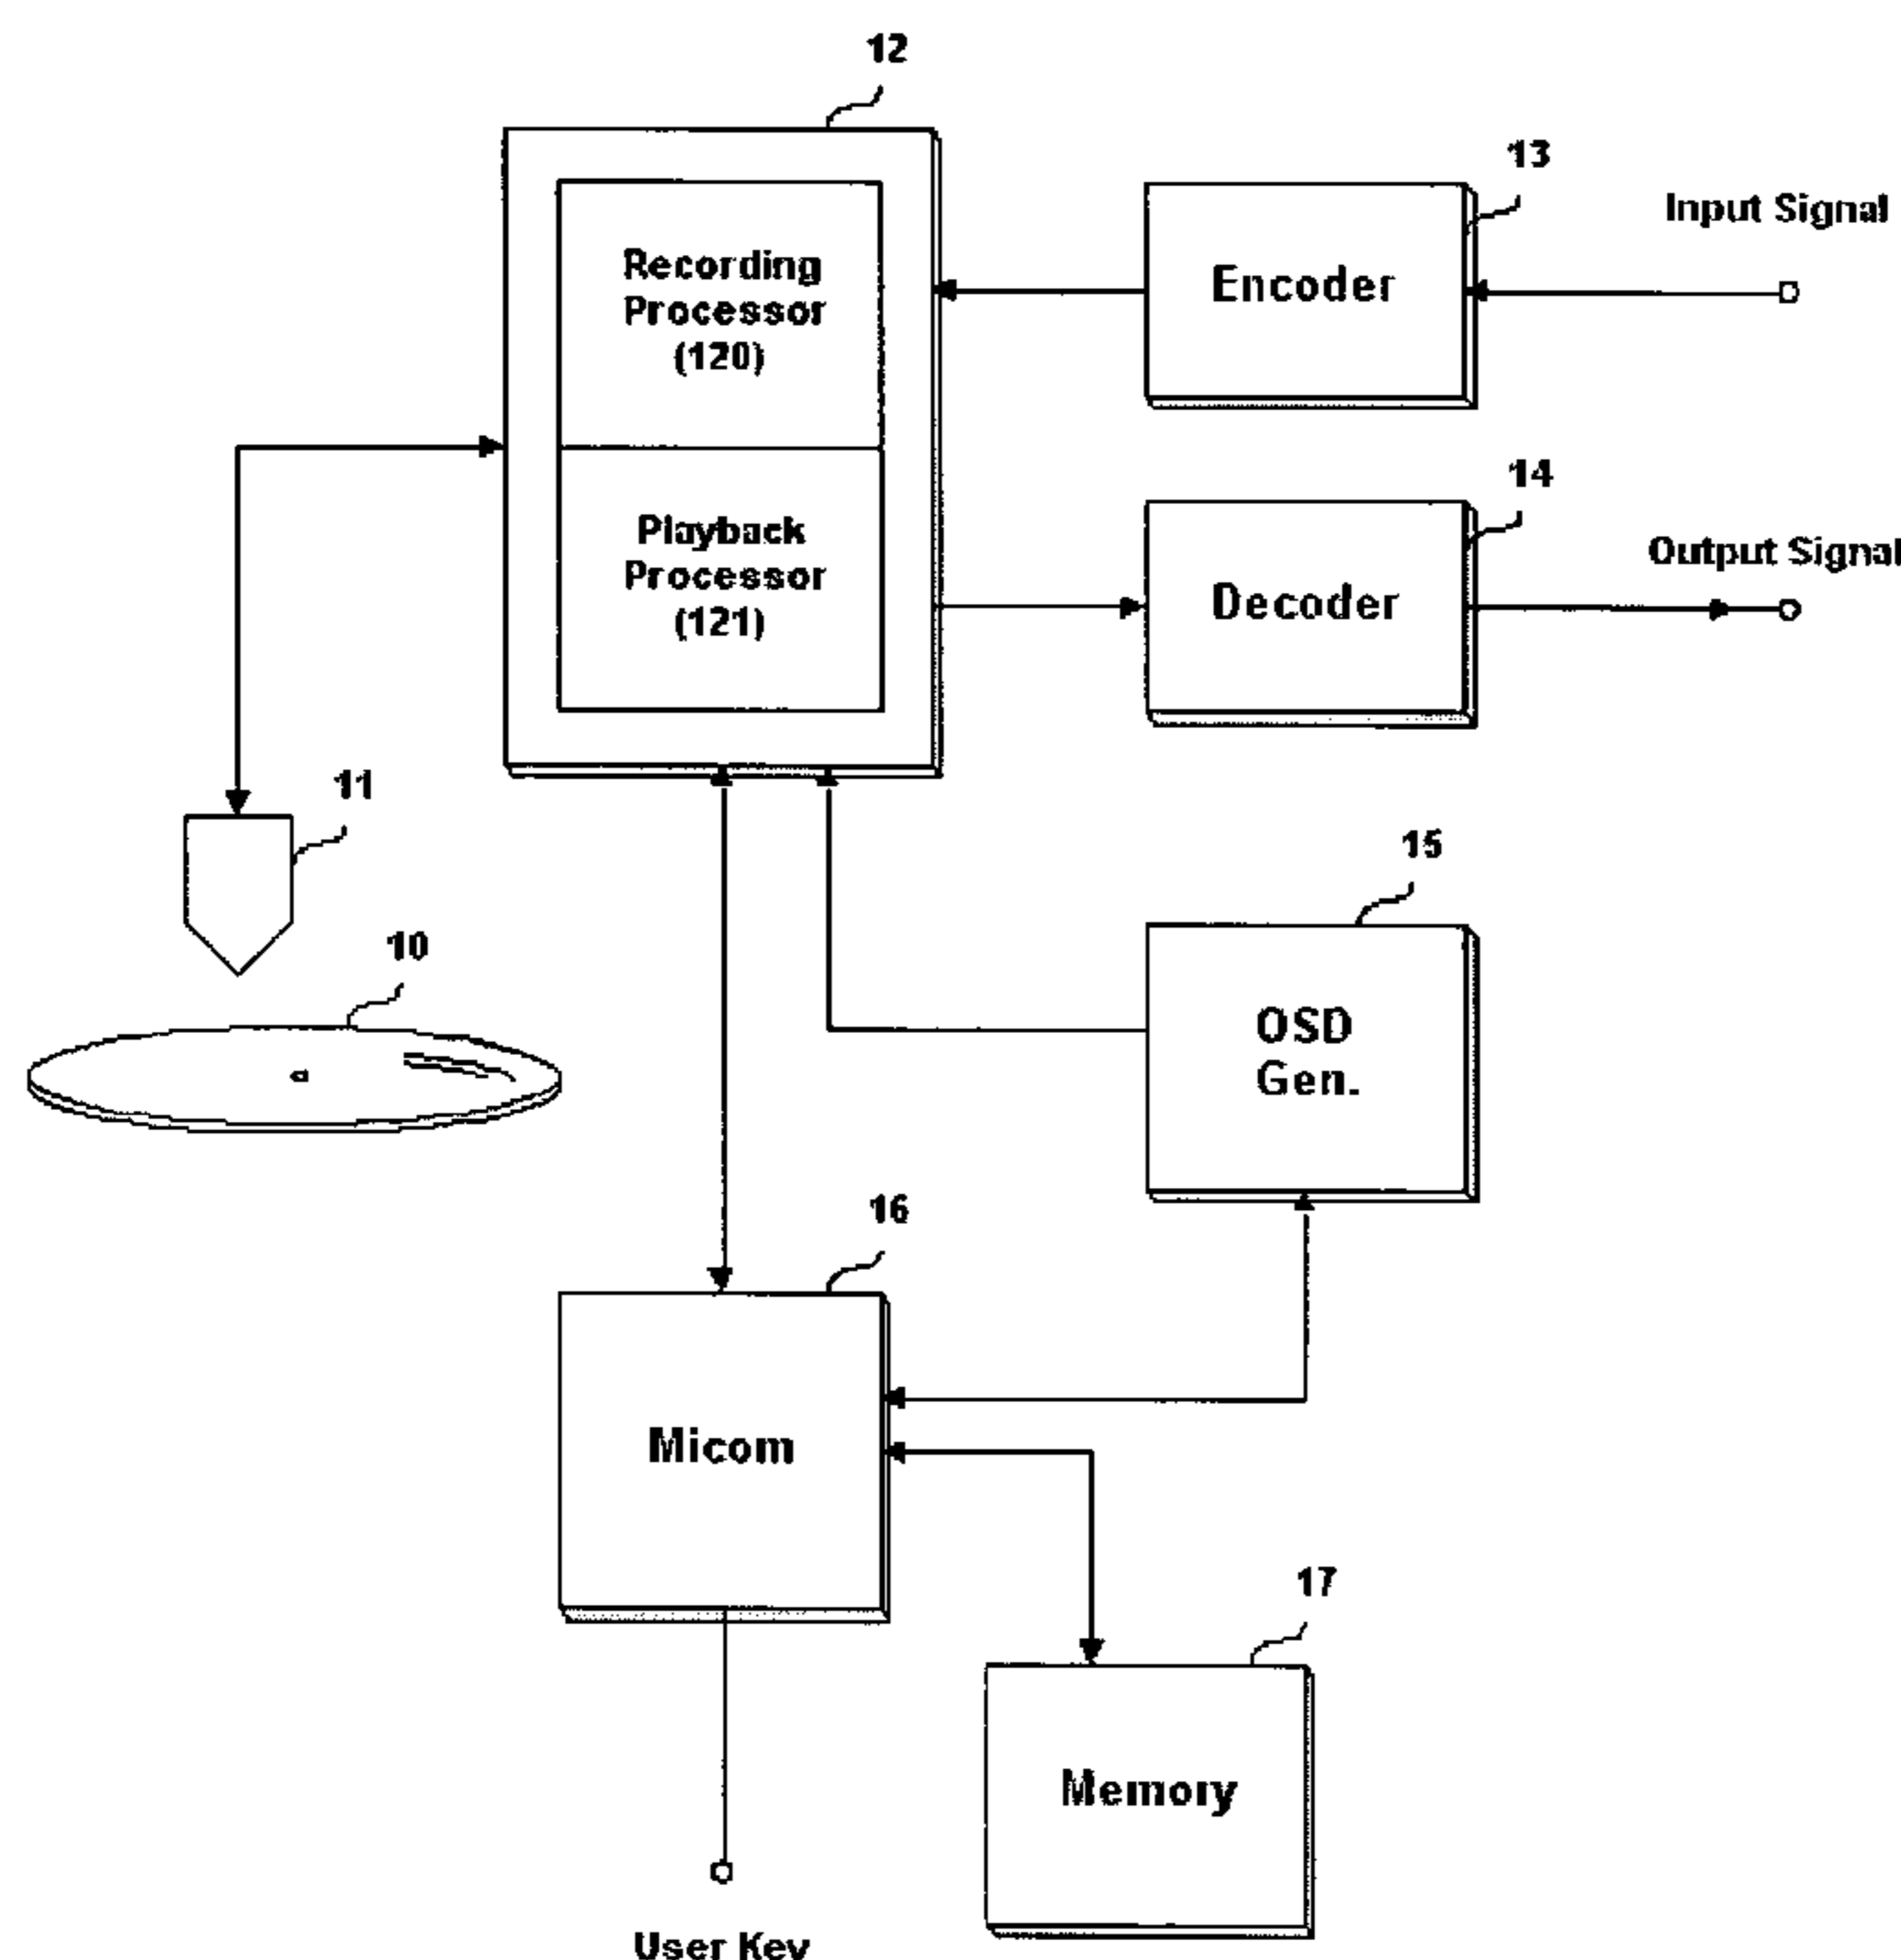 12
13
Input Signal
Recording
Processor
(120)
Encoder
14
Output Signal
Playback
Processor
(121)
Decoder
11
15
10
OSD
Gen.
16
Micom
17
Memory
User Key